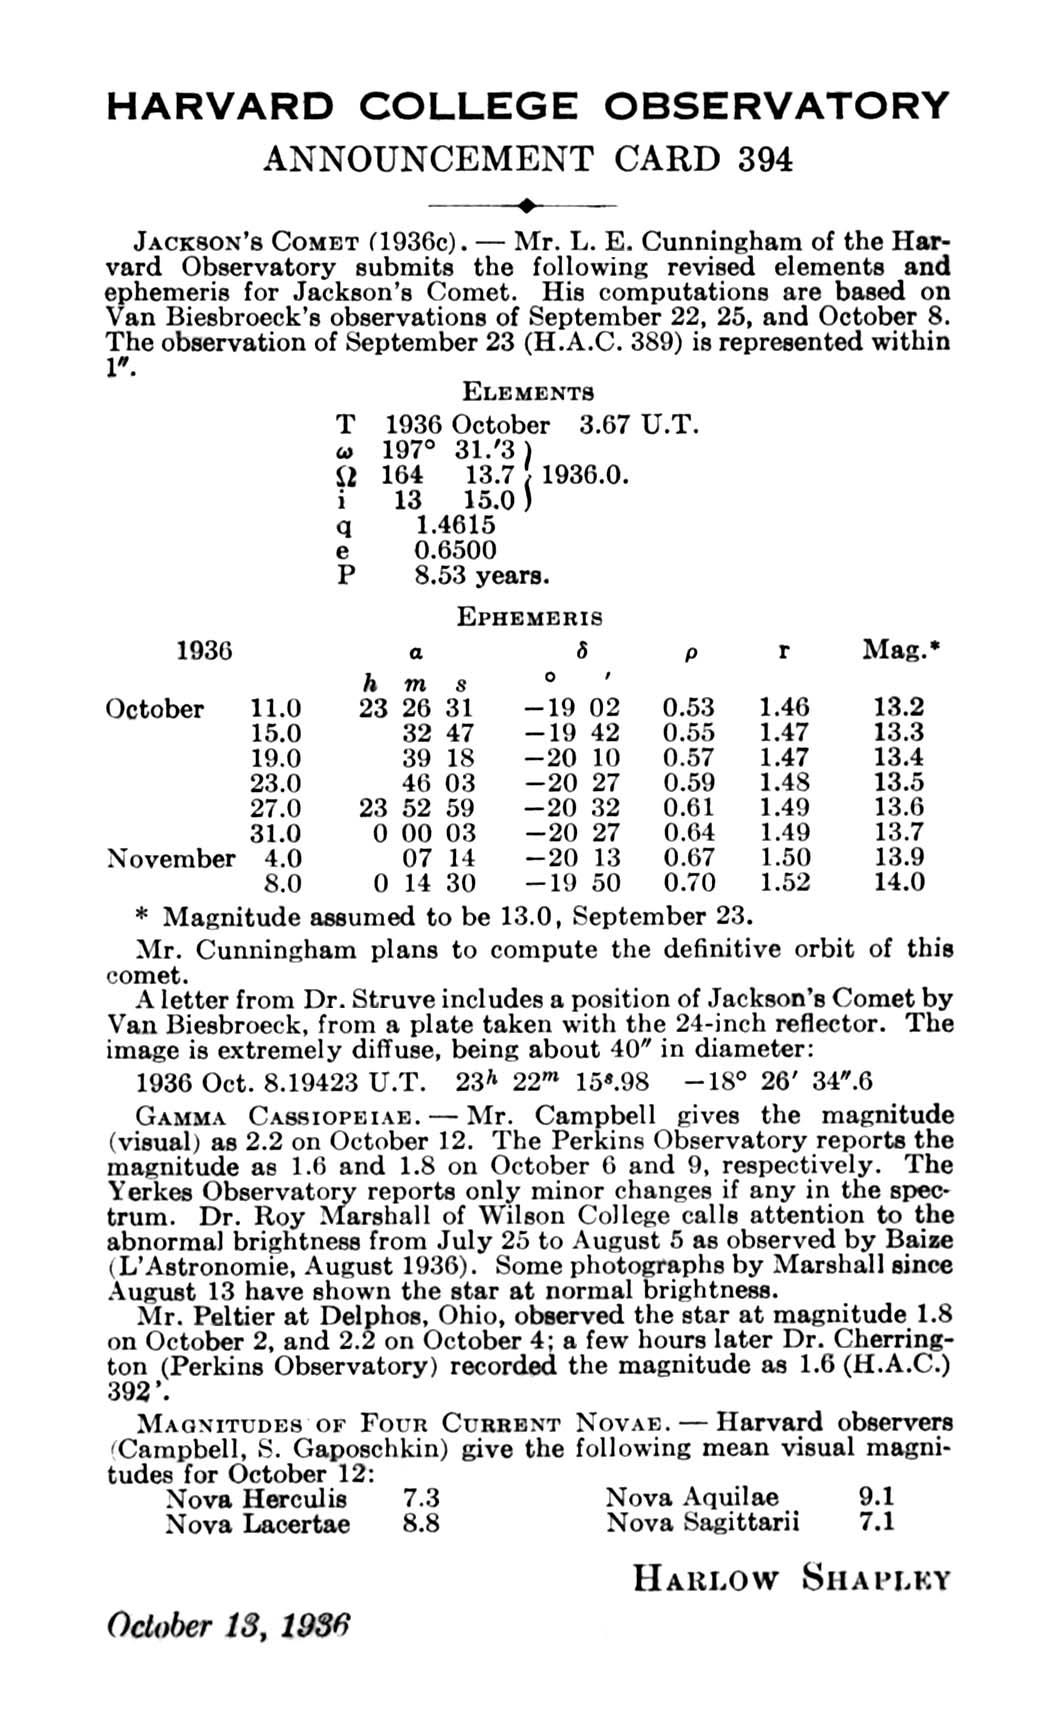 HARVARD COLLEGE OBSERVATORY
ANNOUNCEMENT CARD 394
JACKSON'S COMET (1936c). — Mr. L. E. Cunningham of the Har-
vard Observatory submits the following revised elements and
ephemeris for Jackson's Comet. His computations are based on
Van Biesbroeck's observations of September 22, 25, and October 8.
The observation of September 23 (H.A.C. 389) is represented within
1″.
ELEMENTS
T 1936 October 3.67 U.T.
ω 197° 31.′3
Ω 164 13.7 } 1936.0.
i 13 15.0
q 1.4615
e 0.6500
P 8.53 years.
EPHEMERIS
1936 α δ ρ r Mag.*
h m s ° ′
October 11.0 23 26 31 —19 02 0.53 1.46 13.2
15.0 32 47 —19 42 0.55 1.47 13.3
19.0 39 18 —20 10 0.57 1.47 13.4
23.0 46 03 —20 27 0.59 1.48 13.5
27.0 23 52 59 —20 32 0.61 1.49 13.6
31.0 0 00 03 —20 27 0.64 1.49 13.7
November 4.0 07 14 —20 13 0.67 1.50 13.9
8.0 0 14 30 —19 50 0.70 1.52 14.0
* Magnitude assumed to be 13.0, September 23.
Mr. Cunningham plans to compute the definitive orbit of this
comet.
A letter from Dr. Struve includes a position of Jackson's Comet by
Van Biesbroeck, from a plate taken with the 24-inch reflector. The
image is extremely diffuse, being about 40″ in diameter:
1936 Oct. 8.19423 U.T. 23h 22m 15s.98 —18° 26′ 34″.6
GAMMA CASSIOPEIAE. — Mr. Campbell gives the magnitude
(visual) as 2.2 on October 12. The Perkins Observatory reports the
magnitude as 1.6 and 1.8 on October 6 and 9, respectively. The
Yerkes Observatory reports only minor changes if any in the spec-
trum. Dr. Roy Marshall of Wilson College calls attention to the
abnormal brightness from July 25 to August 5 as observed by Baize
(L'Astronomie, August 1936). Some photographs by Marshall since
August 13 have shown the star at normal brightness.
Mr. Peltier at Delphos, Ohio, observed the star at magnitude 1.8
on October 2, and 2.2 on October 4; a few hours later Dr. Cherring-
ton (Perkins Observatory) recorded the magnitude as 1.6 (H.A.C.)
392'.
MAGNITUDES OF FOUR CURRENT NOVAE. — Harvard observers
(Campbell, S. Gaposchkin) give the following mean visual magni-
tudes for October 12:
Nova Herculis 7.3 Nova Aquilae 9.1
Nova Lacertae 8.8 Nova Sagittarii 7.1
HARLOW SHAPLEY
October 13, 1936